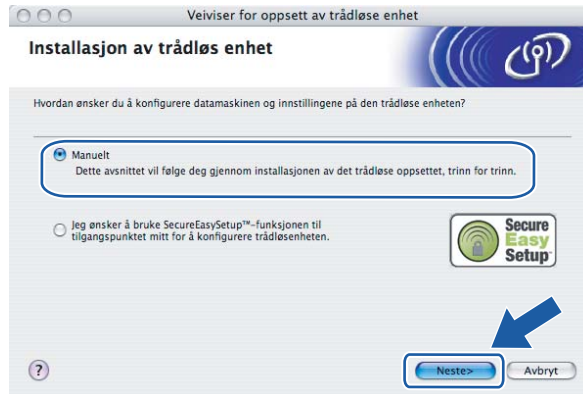 Veiviser for oppsett av trådløse enhet
Installasjon av trådløs enhet
Hvordan ønsker du å konfigurere datamaskinen og innstillingene på den trådløse enheten?
Manuelt
Dette avsnittet vil følge deg gjennom installasjonen av det trådløse oppsettet, trinn for trinn.
Jeg ønsker å bruke SecureEasySetup™-funksjonen til
tilgangspunktet mitt for å konfigurere trådløsenheten.
Secure
Easy
Setup™
?
Neste>
Avbryt